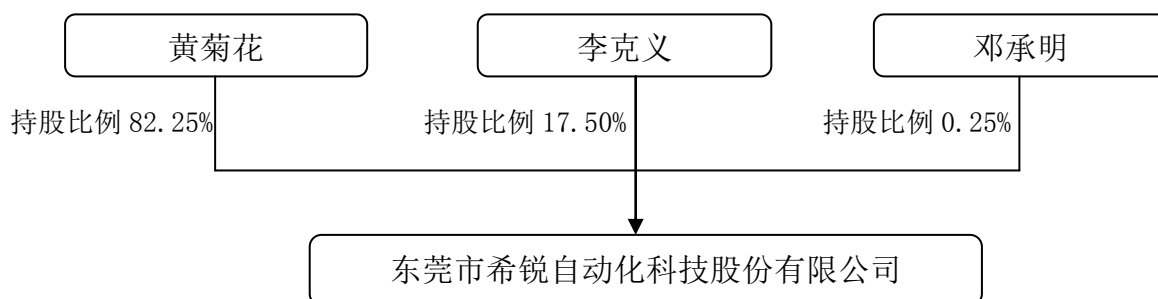 黄菊花
李克义
邓承明
持股比例 82.25%
持股比例 17.50%
持股比例 0.25%
东莞市希锐自动化科技股份有限公司